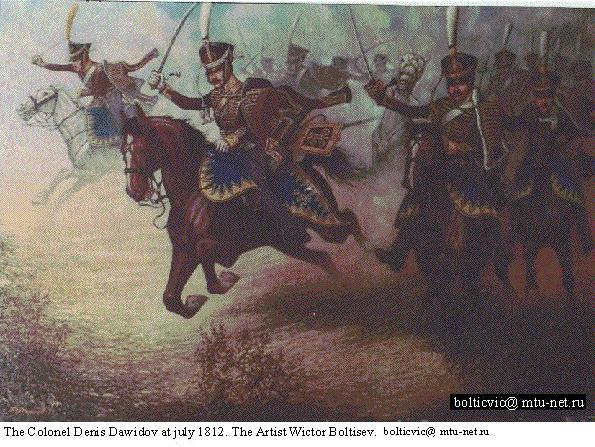 bolticvic@ mtu-net.ru
The Colonel Denis Dawidov at july 1812. The Artist Wictor Boltisev. bolticvic@ mtu-net.ru